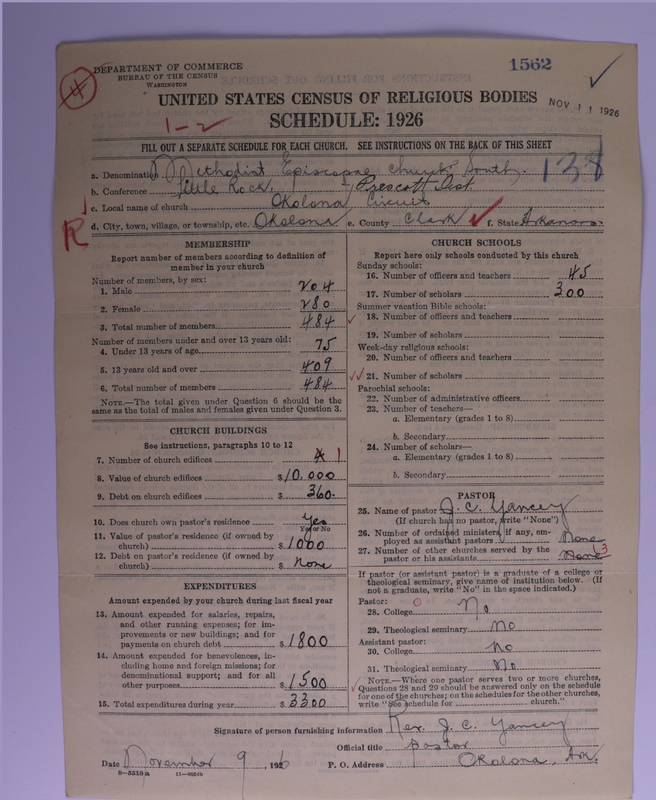 DEPARTMENT OF COMMERCE
BUREAU OF THE CENSUS
WASHINGTON
4
1562
NOV 11 1926
UNITED STATES CENSUS OF RELIGIOUS BODIES
1-2
SCHEDULE: 1926
FILL OUT A SEPARATE SCHEDULE FOR EACH CHURCH. SEE INSTRUCTIONS ON THE BACK OF THIS SHEET
a. Denomination Methodist Episcopae Church South. 138
b. Conference Little Rock. Prescott Dist.
c. Local name of church Okolona Circuit
R
d. City, town, village, or township, etc. Okolona e. County Clark f. State Arkansas
MEMBERSHIP
Report number of members according to definition of
member in your church
Number of members, by sex:
1. Male 204
2. Female 280
3. Total number of members 484
Number of members under and over 13 years old:
4. Under 13 years of age 75
5. 13 years old and over 409
6. Total number of members 484
NOTE.—The total given under Question 6 should be the
same as the total of males and females given under Question 3.
CHURCH BUILDINGS
See instructions, paragraphs 10 to 12
7. Number of church edifices 4 1
8. Value of church edifices $10,000
9. Debt on church edifices $ 360.
10. Does church own pastor's residence Yes
Yes or No
11. Value of pastor's residence (if owned by
church) $1000
12. Debt on pastor's residence (if owned by
church) $ None
EXPENDITURES
Amount expended by your church during last fiscal year
13. Amount expended for salaries, repairs,
and other running expenses; for im-
provements or new buildings; and for
payments on church debt $1800
14. Amount expended for benevolences, in-
cluding home and foreign missions; for
denominational support; and for all
other purposes $1500
15. Total expenditures during year $3300
CHURCH SCHOOLS
Report here only schools conducted by this church
Sunday schools:
16. Number of officers and teachers 45
17. Number of scholars 300
Summer vacation Bible schools:
18. Number of officers and teachers
19. Number of scholars
Week-day religious schools:
20. Number of officers and teachers
21. Number of scholars
Parochial schools:
22. Number of administrative officers
23. Number of teachers—
a. Elementary (grades 1 to 8)
b. Secondary
24. Number of scholars—
a. Elementary (grades 1 to 8)
b. Secondary
PASTOR
25. Name of pastor J. C. Yancey
(If church has no pastor, write "None")
26. Number of ordained ministers, if any, em-
ployed as assistant pastors None
27. Number of other churches served by the
pastor or his assistants None 3
If pastor (or assistant pastor) is a graduate of a college or
theological seminary, give name of institution below. (If
not a graduate, write "No" in the space indicated.)
Pastor:
28. College No
29. Theological seminary No
Assistant pastor:
30. College No
31. Theological seminary No
NOTE.—Where one pastor serves two or more churches,
Questions 28 and 29 should be answered only on the schedule
for one of the churches; on the schedules for the other churches,
write "See schedule for church."
Signature of person furnishing information Rev. J. C. Yancey
Official title Pastor
Date November 9, 1926 P. O. Address Okolona, Ark.